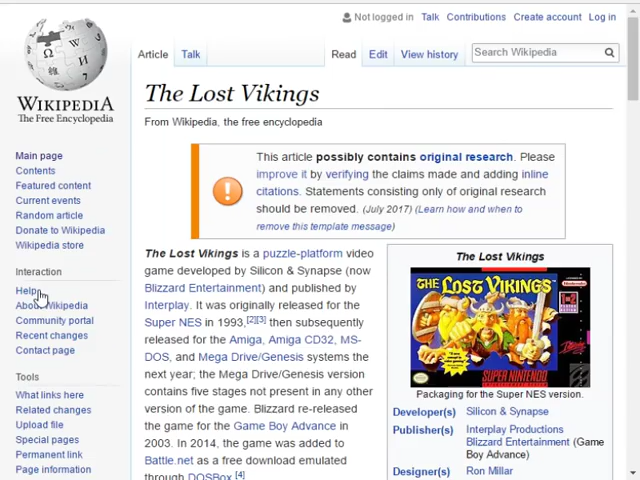 Not logged in Talk Contributions Create account Log in
Article Talk Read Edit View history Search Wikipedia
WIKIPEDIA
The Free Encyclopedia
Main page
Contents
Featured content
Current events
Random article
Donate to Wikipedia
Wikipedia store
Interaction
Help
About Wikipedia
Community portal
Recent changes
Contact page
Tools
What links here
Related changes
Upload file
Special pages
Permanent link
Page information
The Lost Vikings
From Wikipedia, the free encyclopedia
This article possibly contains original research. Please
improve it by verifying the claims made and adding inline
citations. Statements consisting only of original research
should be removed. (July 2017) (Learn how and when to
remove this template message)
The Lost Vikings is a puzzle-platform video
game developed by Silicon & Synapse (now
Blizzard Entertainment) and published by
Interplay. It was originally released for the
Super NES in 1993,[2][3] then subsequently
released for the Amiga, Amiga CD32, MS-
DOS, and Mega Drive/Genesis systems the
next year; the Mega Drive/Genesis version
contains five stages not present in any other
version of the game. Blizzard re-released
the game for the Game Boy Advance in
2003. In 2014, the game was added to
Battle.net as a free download emulated
through DOSBox.[4]
The Lost Vikings
THE LOST VIKINGS
SUPER NINTENDO
Packaging for the Super NES version.
Developer(s) Silicon & Synapse
Publisher(s) Interplay Productions
Blizzard Entertainment (Game
Boy Advance)
Designer(s) Ron Millar